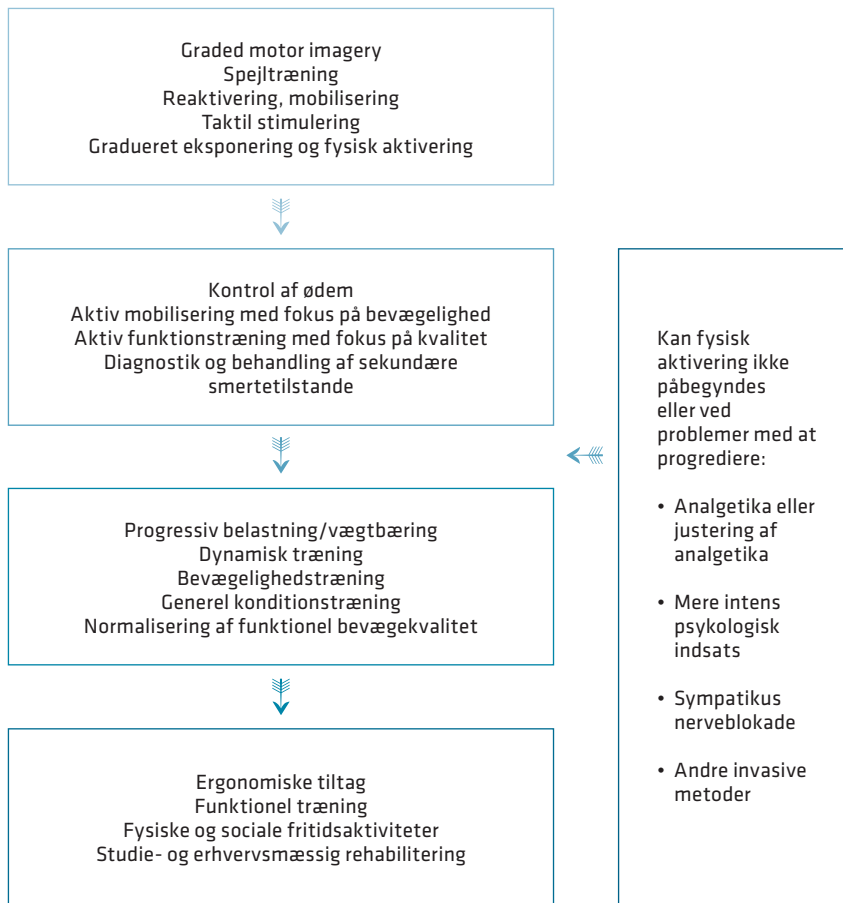 Graded motor imagery
Spejltræning
Reaktivering, mobilisering
Taktil stimulering
Gradueret eksponering og fysisk aktivering
Kontrol af ødem
Aktiv mobilisering med fokus på bevægelighed
Aktiv funktionstræning med fokus på kvalitet
Diagnostik og behandling af sekundære
smertetilstande
Progressiv belastning/vægtbæring
Dynamisk træning
Bevægelighedstræning
Generel konditionstræning
Normalisering af funktionel bevægekvalitet
Ergonomiske tiltag
Funktionel træning
Fysiske og sociale fritidsaktiviteter
Studie- og erhvervsmæssig rehabilitering
Kan fysisk
aktivering ikke
påbegyndes
eller ved
problemer med at
progrediere:
• Analgetika eller
justering af
analgetika
• Mere intens
psykologisk
indsats
• Sympatikus
nerveblokade
• Andre invasive
metoder